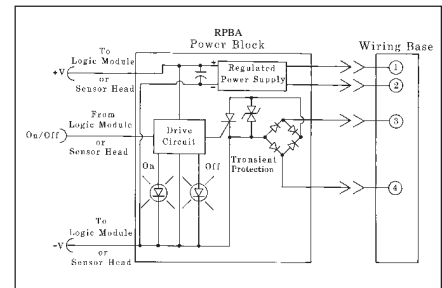 RPBA
Power Block
Wiring Base
To
Logic Module
+V
or
Sensor Head
+
Regulated
Power Supply
-
1
2
From
Logic Module
On/Off
or
Sensor Head
Drive
Circuit
3
Transient
Protection
On
Off
4
To
Logic Module
-V
or
Sensor Head